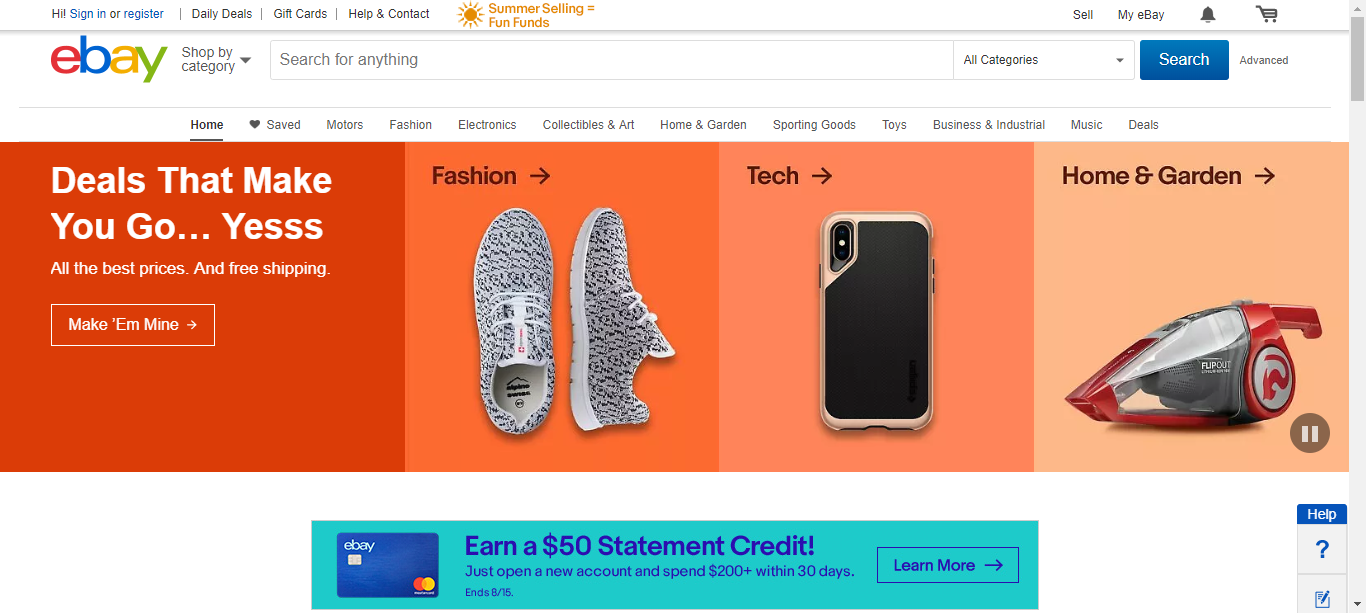 Hi! Sign in or register
Daily Deals
Gift Cards
Help & Contact
Summer Selling =
Fun Funds
Sell
My eBay
ebay
Shop by
category
Search for anything
All Categories
Search
Advanced
Home
Saved
Motors
Fashion
Electronics
Collectibles & Art
Home & Garden
Sporting Goods
Toys
Business & Industrial
Music
Deals
Deals That Make
You Go... Yesss
All the best prices. And free shipping.
Make 'Em Mine →
Fashion →
alpine
SWISS
Tech →
spigen
Home & Garden →
FLIPOUT
ebay
mastercard
Earn a $50 Statement Credit!
Just open a new account and spend $200+ within 30 days.
Ends 8/15.
Learn More →
Help
?